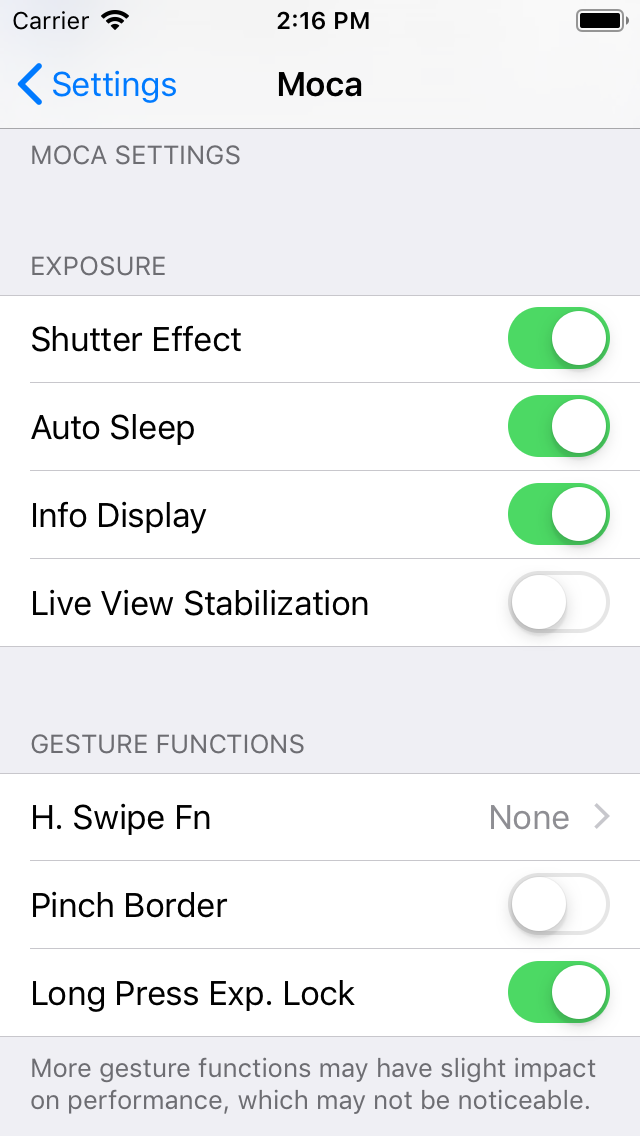 Carrier 2:16 PM
Settings Moca
MOCA SETTINGS
EXPOSURE
Shutter Effect
Auto Sleep
Info Display
Live View Stabilization
GESTURE FUNCTIONS
H. Swipe Fn None
Pinch Border
Long Press Exp. Lock
More gesture functions may have slight impact
on performance, which may not be noticeable.